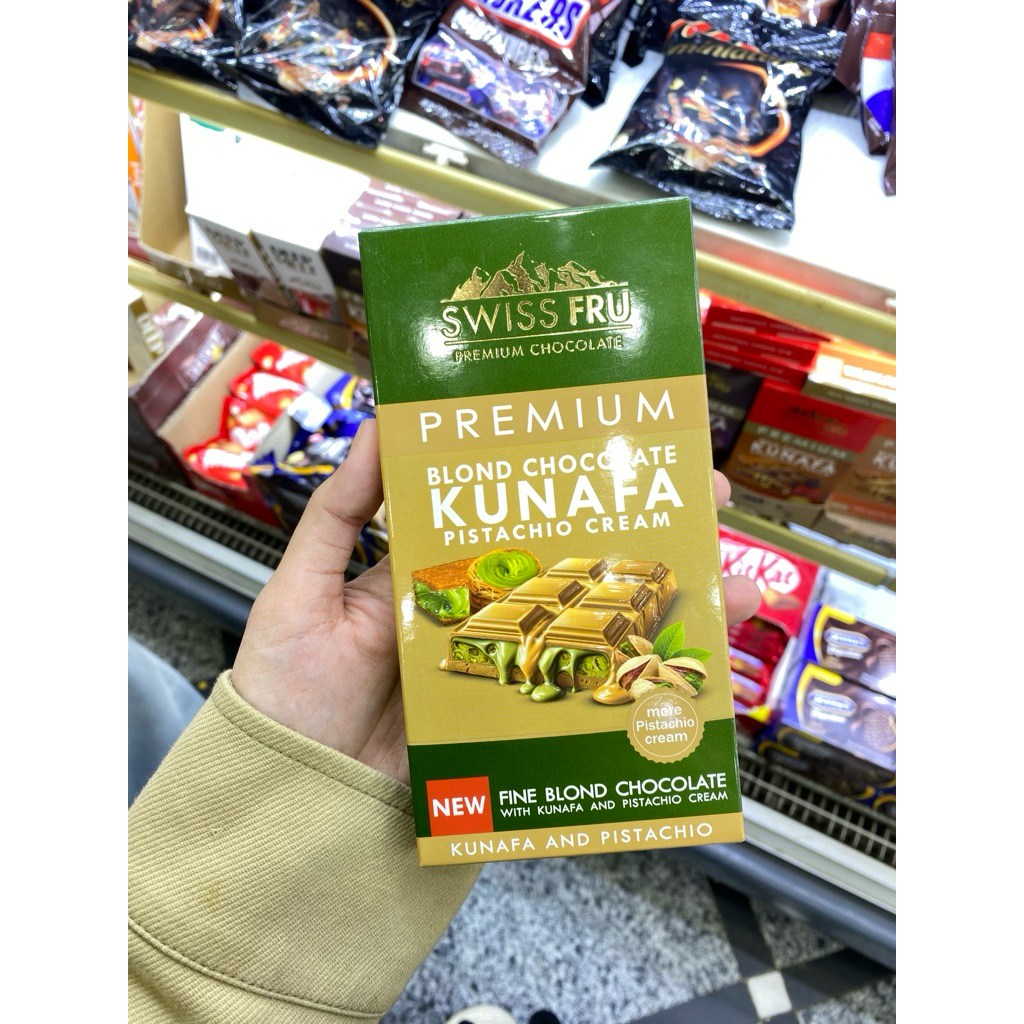 SWISS FRU
PREMIUM CHOCOLATE
PREMIUM
BLOND CHOCOLATE
KUNAFA
PISTACHIO CREAM
more
Pistachio
cream
NEW
FINE BLOND CHOCOLATE
WITH KUNAFA AND PISTACHIO CREAM
KUNAFA AND PISTACHIO
PREMIUM
KUNAFA
KitKat